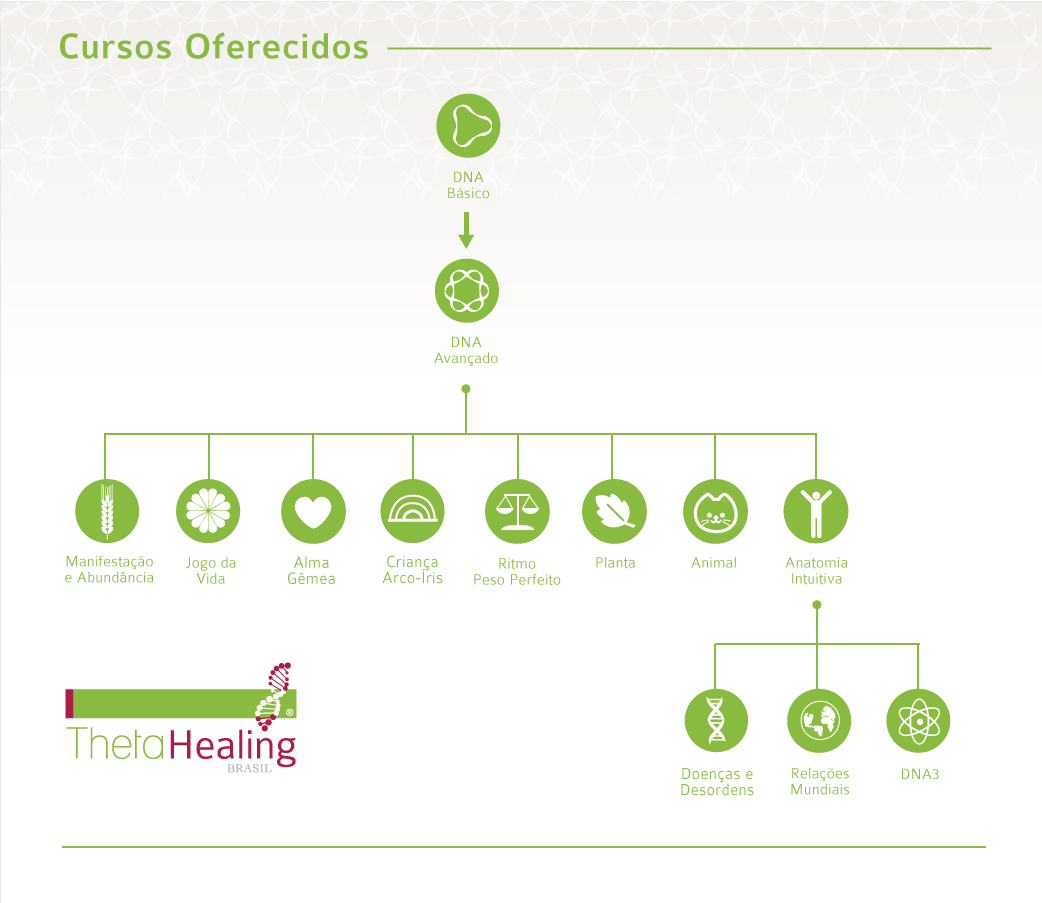 Cursos Oferecidos
DNA
Básico
DNA
Avançado
Manifestação
e Abundância
Jogo da
Vida
Alma
Gêmea
Criança
Arco-Íris
Ritmo
Peso Perfeito
Planta
Animal
Anatomia
Intuitiva
Doenças e
Desordens
Relações
Mundiais
DNA3
®
ThetaHealing
BRASIL